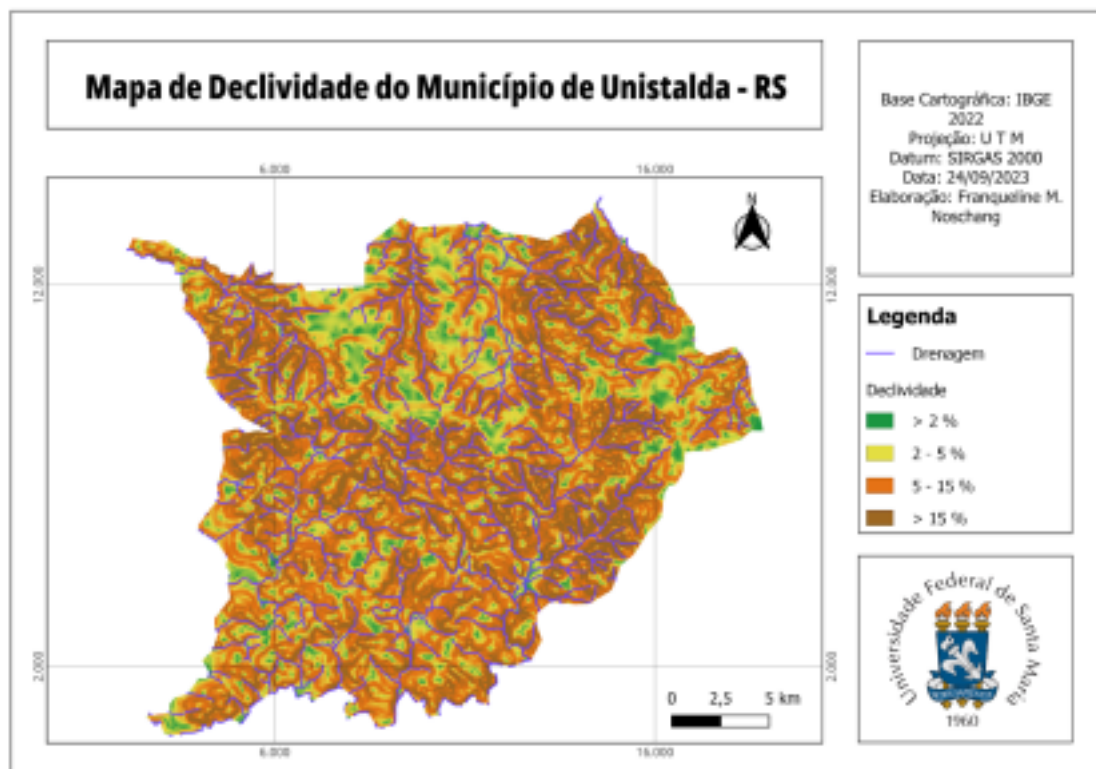 Mapa de Declividade do Município de Unistalda - RS
Base Cartográfica: IBGE
2022
Projeção: U T M
Datum: SIRGAS 2000
Data: 24/09/2023
Elaboração: Franqueline M.
Noschang
6.000
16.000
N
12.000
12.000
2.000
2.000
0 2,5 5 km
6.000
16.000
Legenda
Drenagem
Declividade
> 2 %
2 - 5 %
5 - 15 %
> 15 %
Universidade Federal de Santa Maria
1960